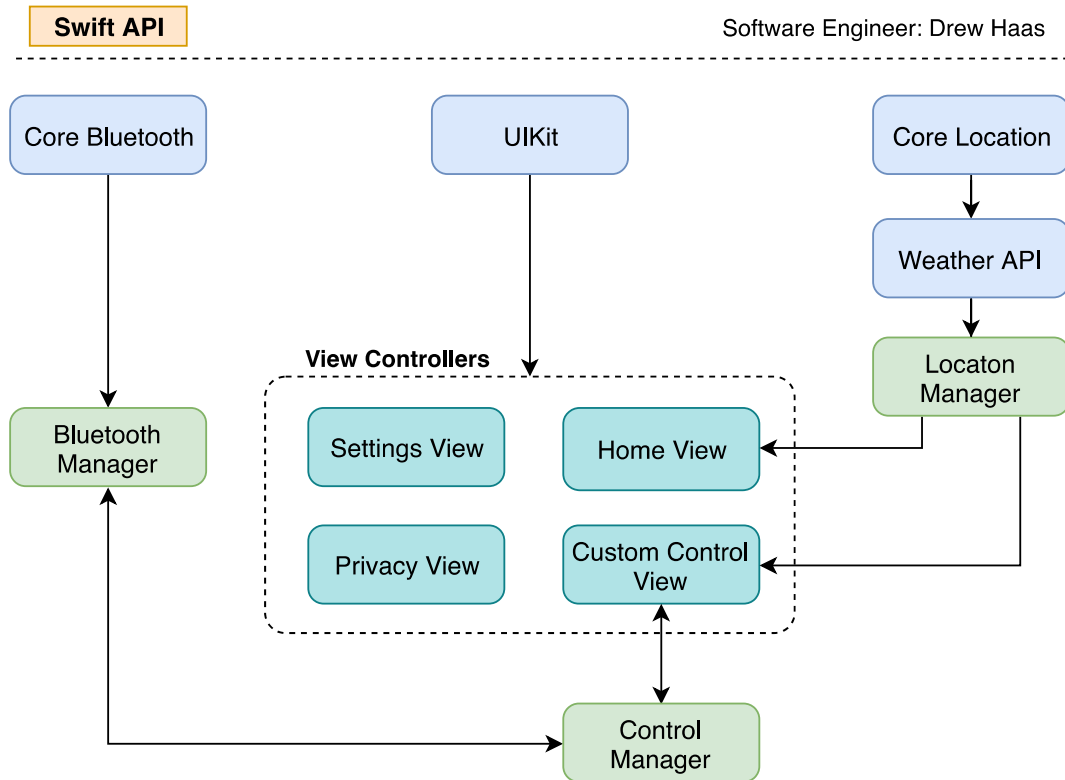 Swift API
Software Engineer: Drew Haas
Core Bluetooth
UIKit
Core Location
Weather API
View Controllers
Locaton
Manager
Bluetooth
Manager
Settings View
Home View
Privacy View
Custom Control
View
Control
Manager